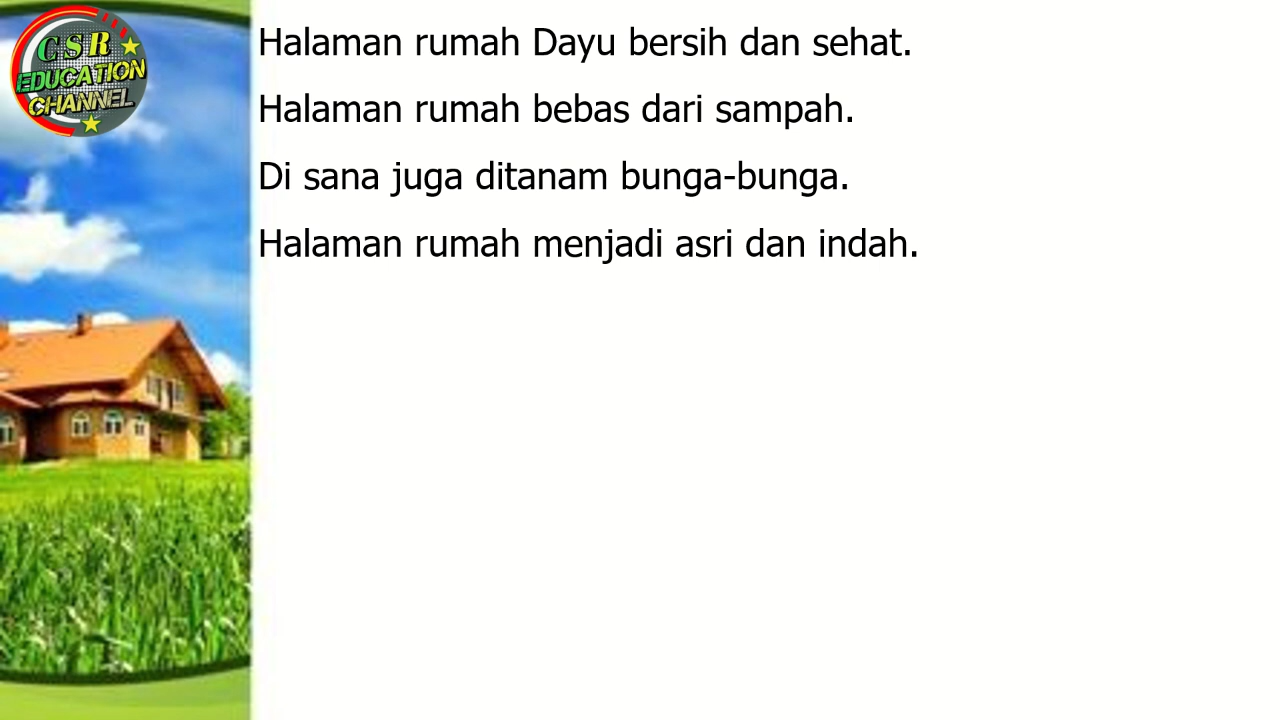 CSR
EDUCATION
CHANNEL
Halaman rumah Dayu bersih dan sehat.
Halaman rumah bebas dari sampah.
Di sana juga ditanam bunga-bunga.
Halaman rumah menjadi asri dan indah.